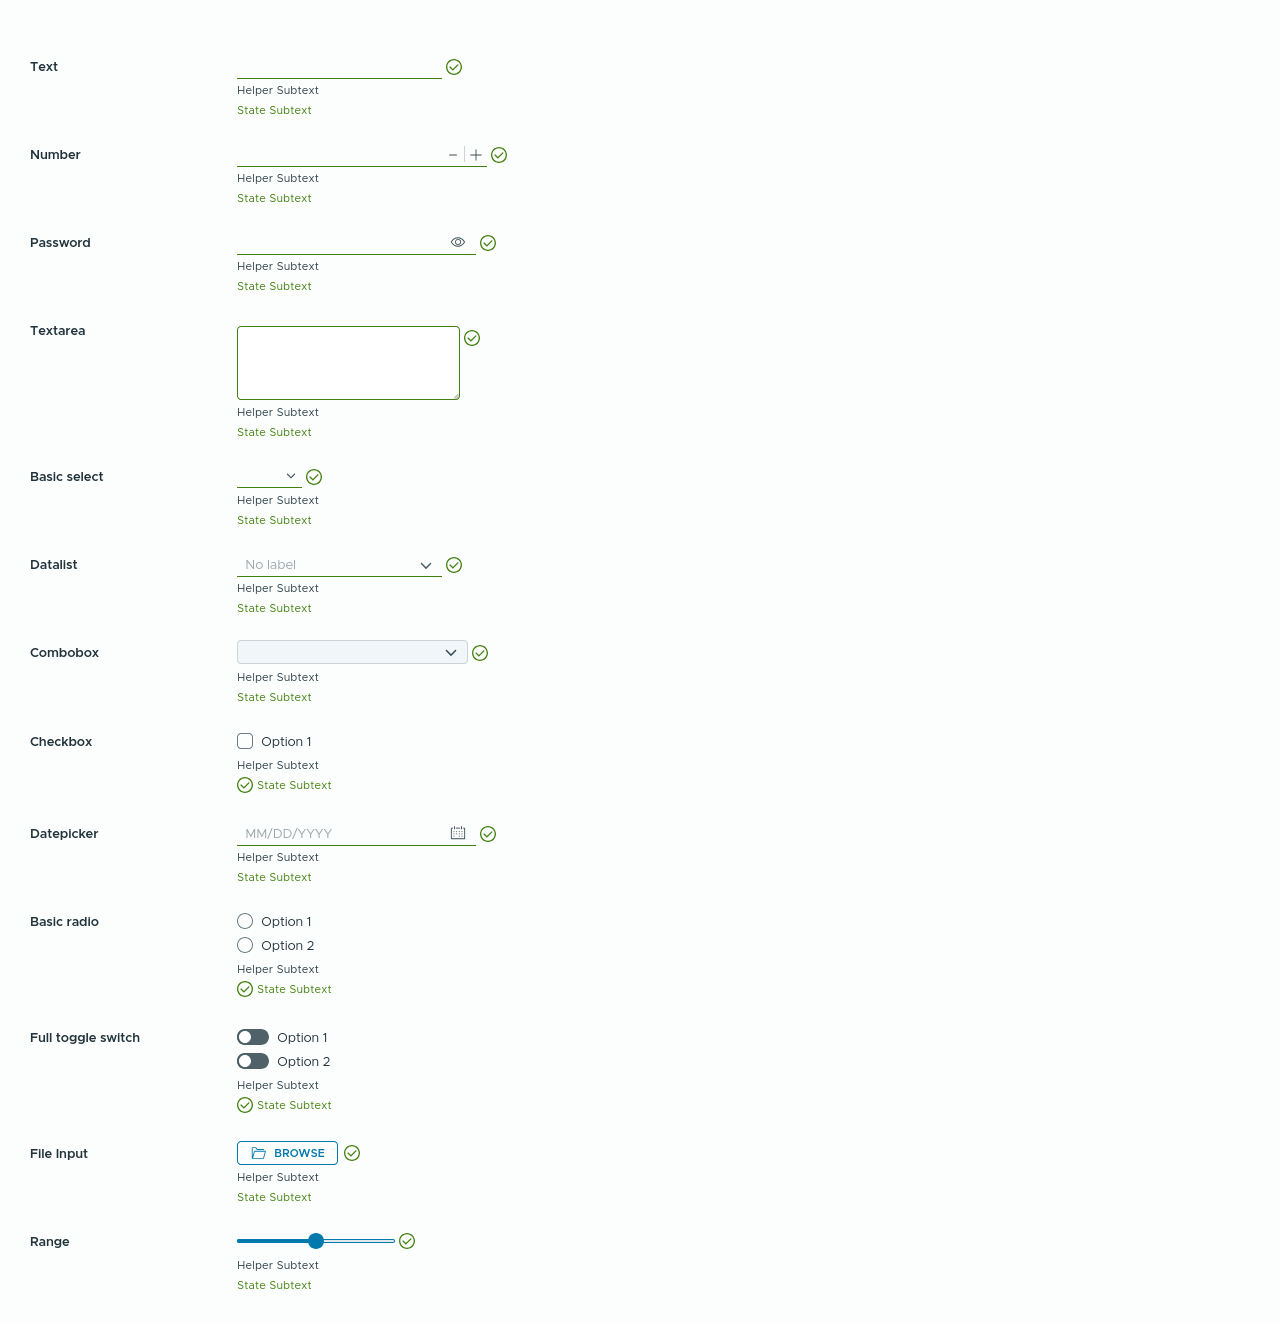 Text
Helper Subtext
State Subtext
Number
Helper Subtext
State Subtext
Password
Helper Subtext
State Subtext
Textarea
Helper Subtext
State Subtext
Basic select
Helper Subtext
State Subtext
Datalist
No label
Helper Subtext
State Subtext
Combobox
Helper Subtext
State Subtext
Checkbox
Option 1
Helper Subtext
State Subtext
Datepicker
MM/DD/YYYY
Helper Subtext
State Subtext
Basic radio
Option 1
Option 2
Helper Subtext
State Subtext
Full toggle switch
Option 1
Option 2
Helper Subtext
State Subtext
File Input
BROWSE
Helper Subtext
State Subtext
Range
Helper Subtext
State Subtext